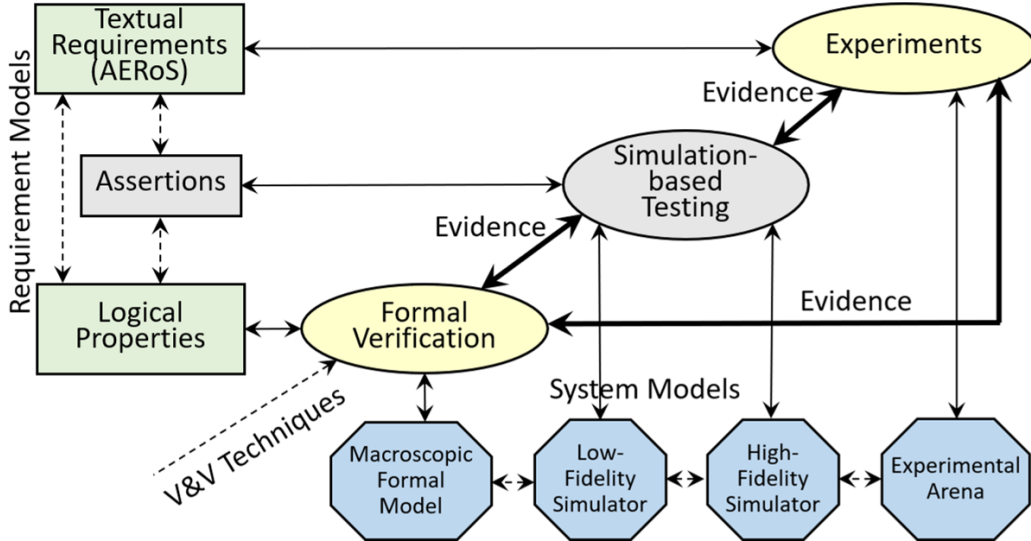 Textual
Requirements
(AERoS)
Experiments
Evidence
Requirement Models
Assertions
Simulation-
based
Testing
Evidence
Logical
Properties
Formal
Verification
Evidence
V&V Techniques
System Models
Macroscopic
Formal
Model
Low-
Fidelity
Simulator
High-
Fidelity
Simulator
Experimental
Arena